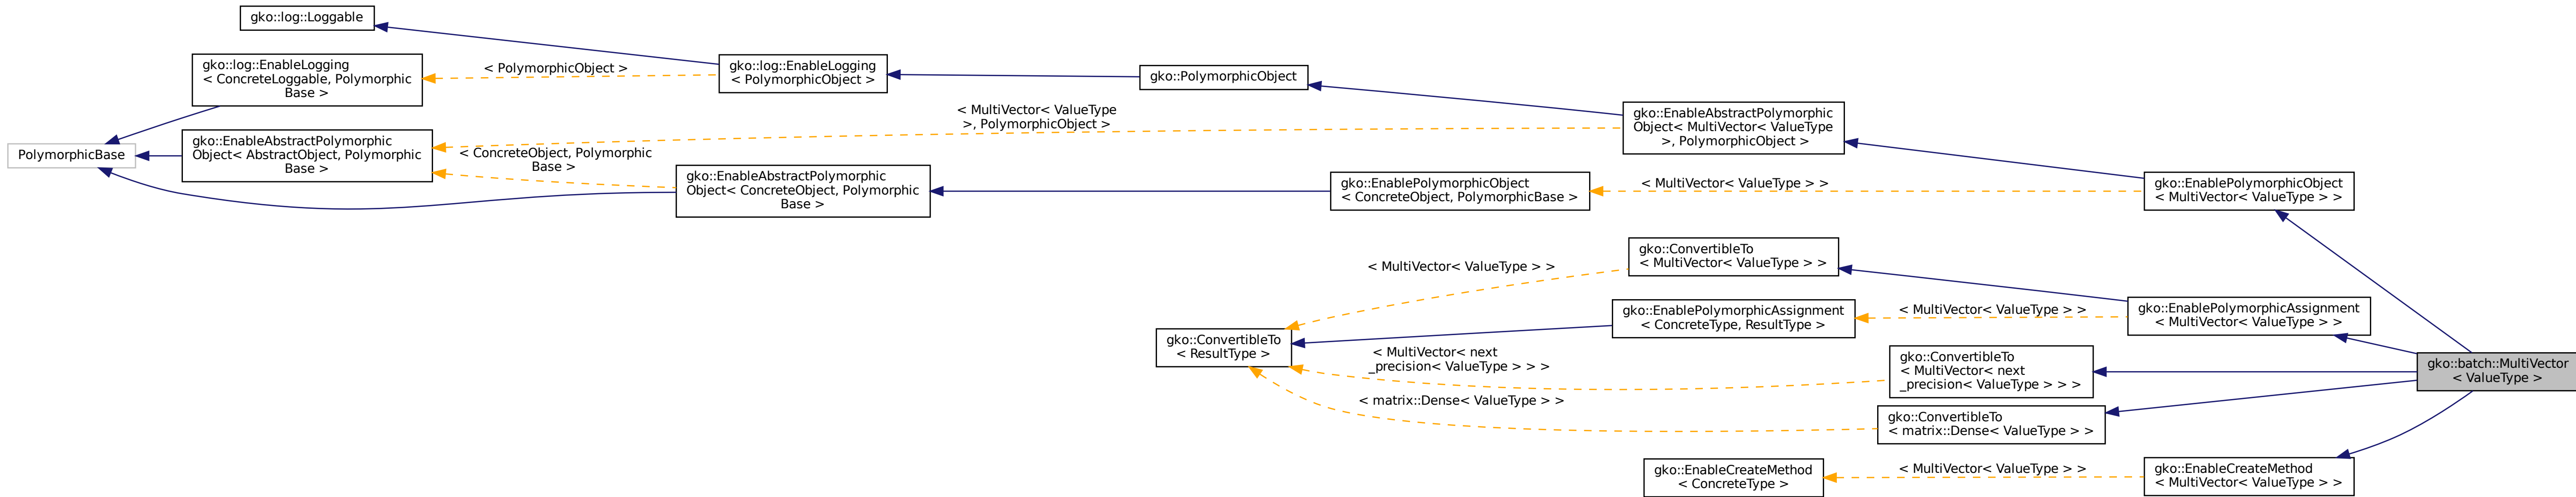 gko::log::Loggable
gko::log::EnableLogging
< ConcreteLoggable, Polymorphic
Base >
< PolymorphicObject >
gko::log::EnableLogging
< PolymorphicObject >
gko::PolymorphicObject
PolymorphicBase
gko::EnableAbstractPolymorphic
Object< AbstractObject, Polymorphic
Base >
< MultiVector< ValueType
>, PolymorphicObject >
gko::EnableAbstractPolymorphic
Object< MultiVector< ValueType
>, PolymorphicObject >
< ConcreteObject, Polymorphic
Base >
gko::EnableAbstractPolymorphic
Object< ConcreteObject, Polymorphic
Base >
gko::EnablePolymorphicObject
< ConcreteObject, PolymorphicBase >
< MultiVector< ValueType > >
gko::EnablePolymorphicObject
< MultiVector< ValueType > >
gko::ConvertibleTo
< MultiVector< ValueType > >
< MultiVector< ValueType > >
gko::EnablePolymorphicAssignment
< ConcreteType, ResultType >
< MultiVector< ValueType > >
gko::EnablePolymorphicAssignment
< MultiVector< ValueType > >
gko::ConvertibleTo
< ResultType >
< MultiVector< next
_precision< ValueType > > >
gko::ConvertibleTo
< MultiVector< next
_precision< ValueType > > >
gko::batch::MultiVector
< ValueType >
< matrix::Dense< ValueType > >
gko::ConvertibleTo
< matrix::Dense< ValueType > >
gko::EnableCreateMethod
< ConcreteType >
< MultiVector< ValueType > >
gko::EnableCreateMethod
< MultiVector< ValueType > >